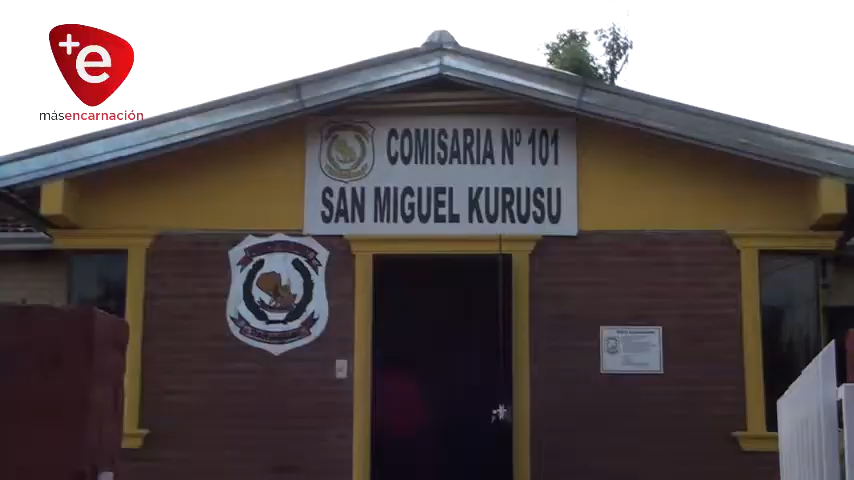 +e
másencarnación
COMISARIA Nº 101
SAN MIGUEL KURUSU